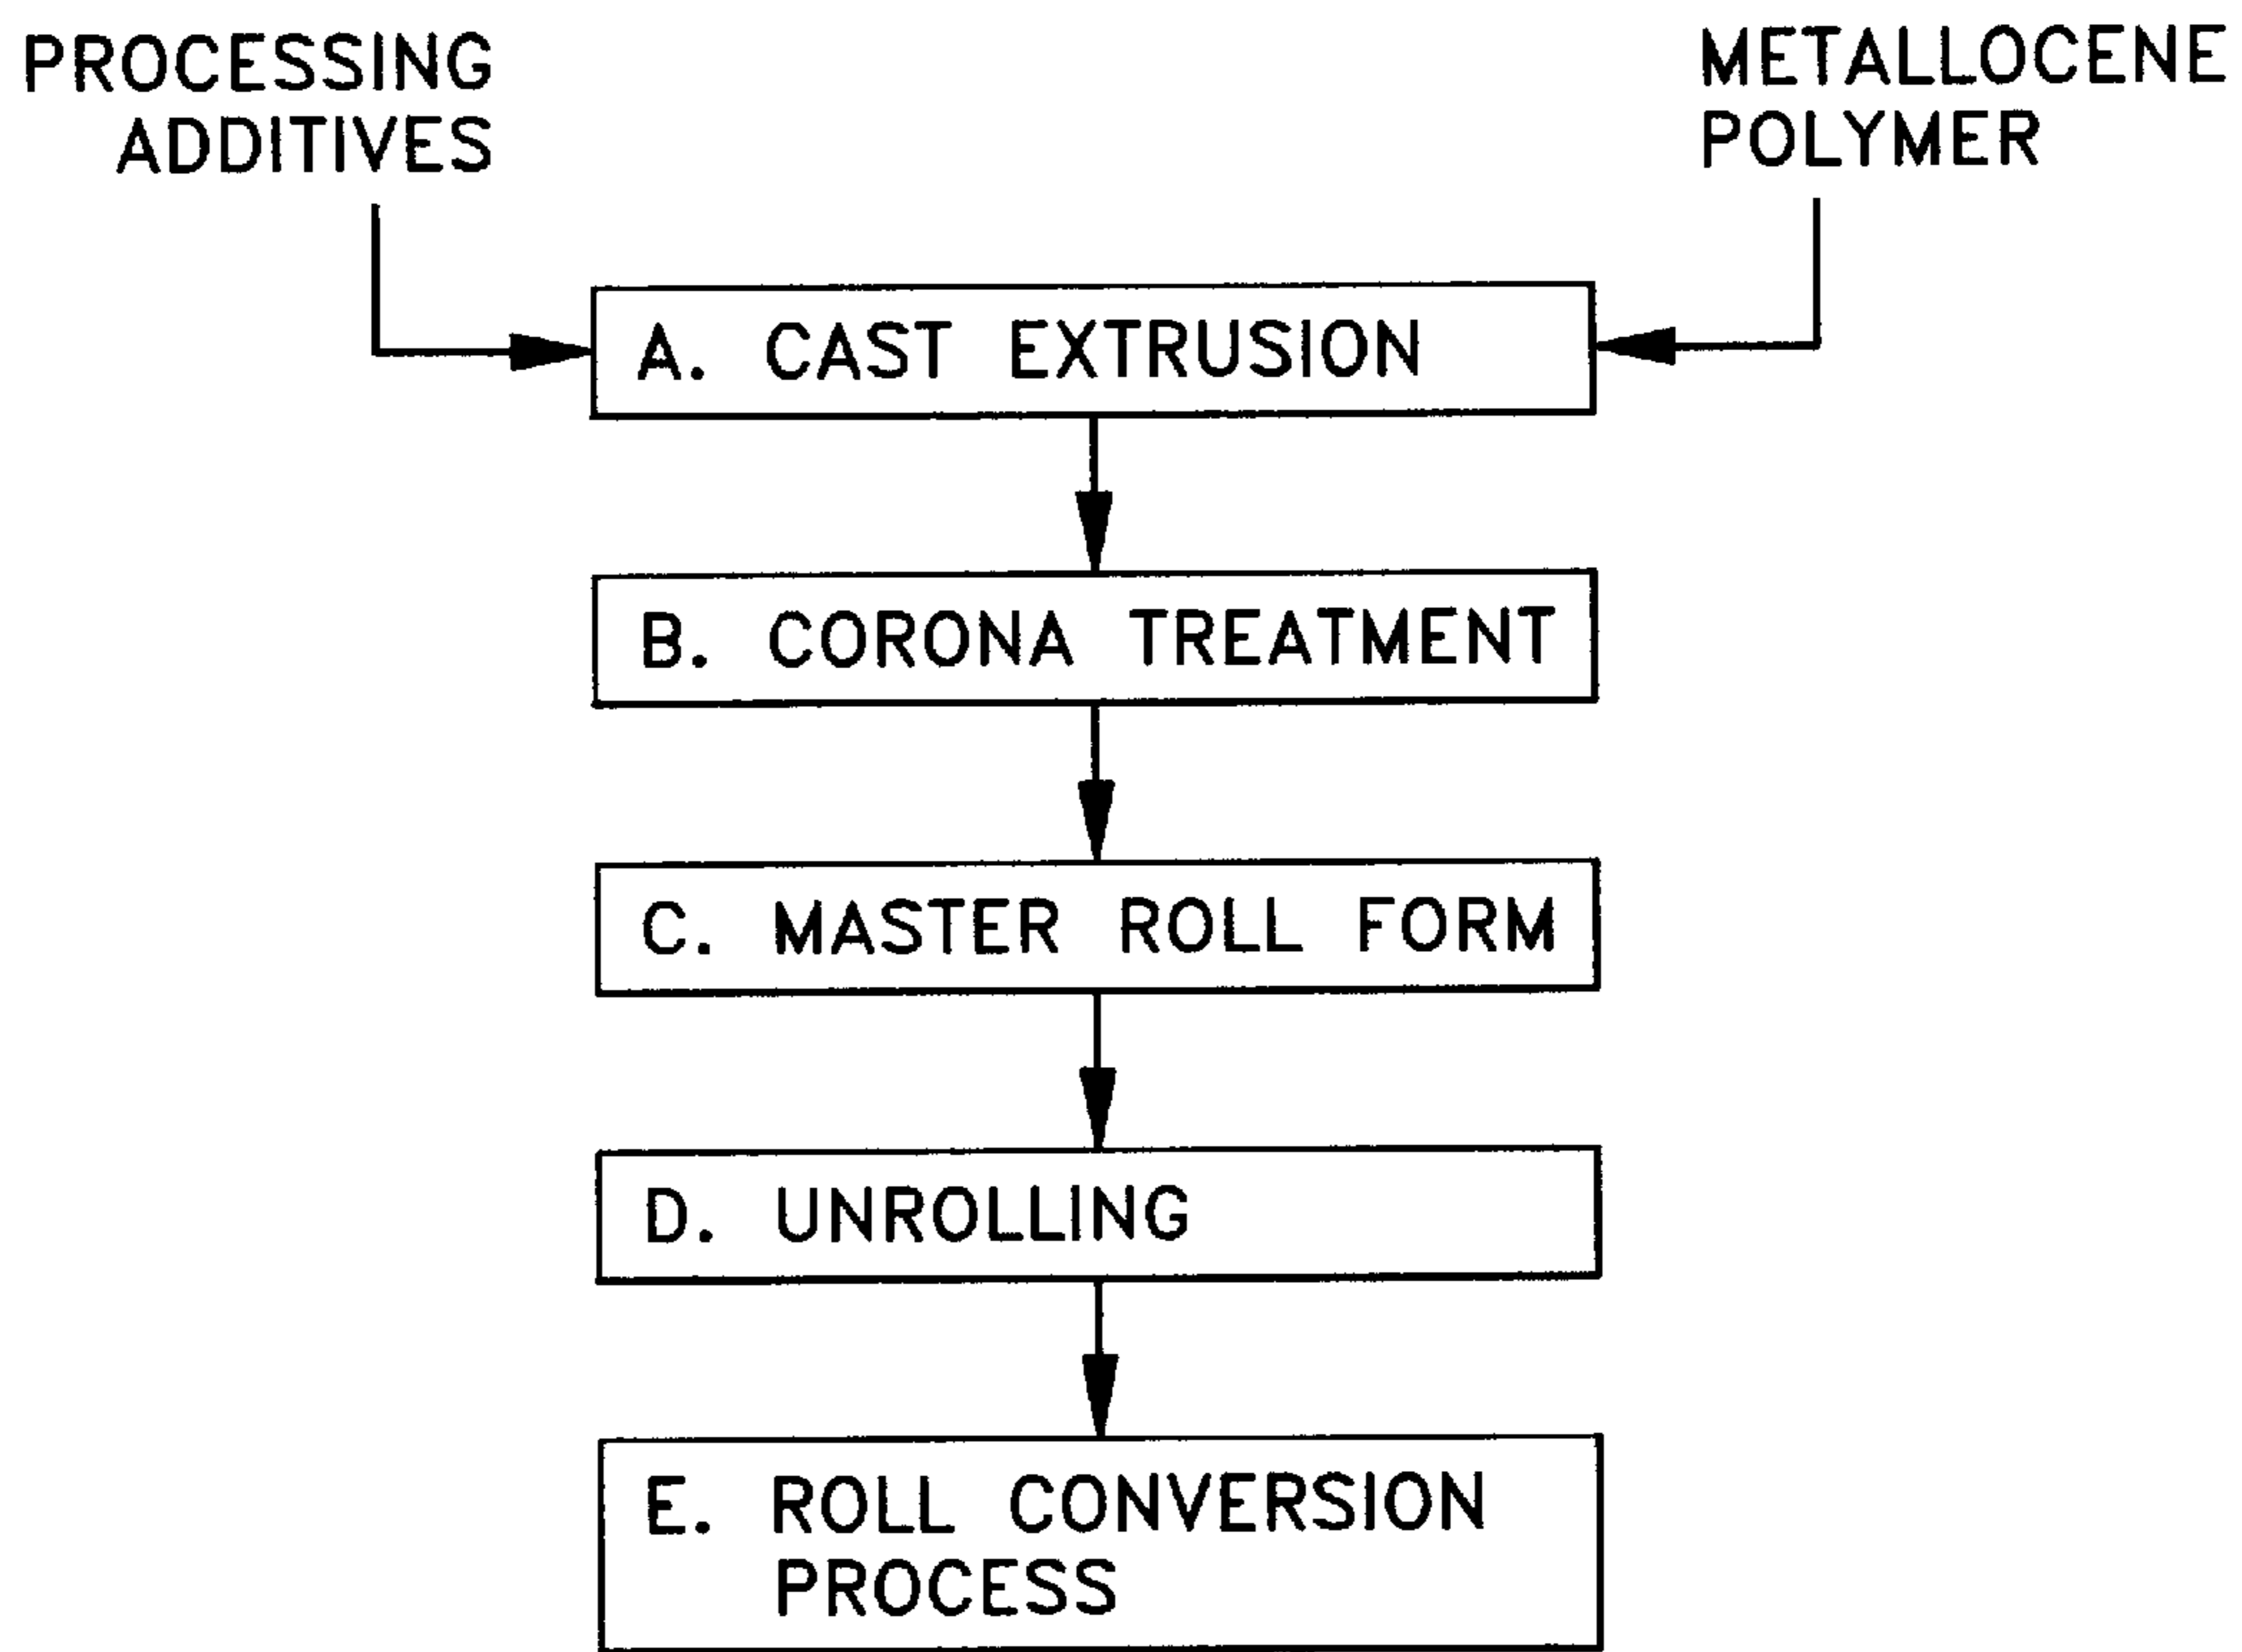 PROCESSING
ADDITIVES
METALLOCENE
POLYMER
A. CAST EXTRUSION
B. CORONA TREATMENT
C. MASTER ROLL FORM
D. UNROLLING
E. ROLL CONVERSION
PROCESS